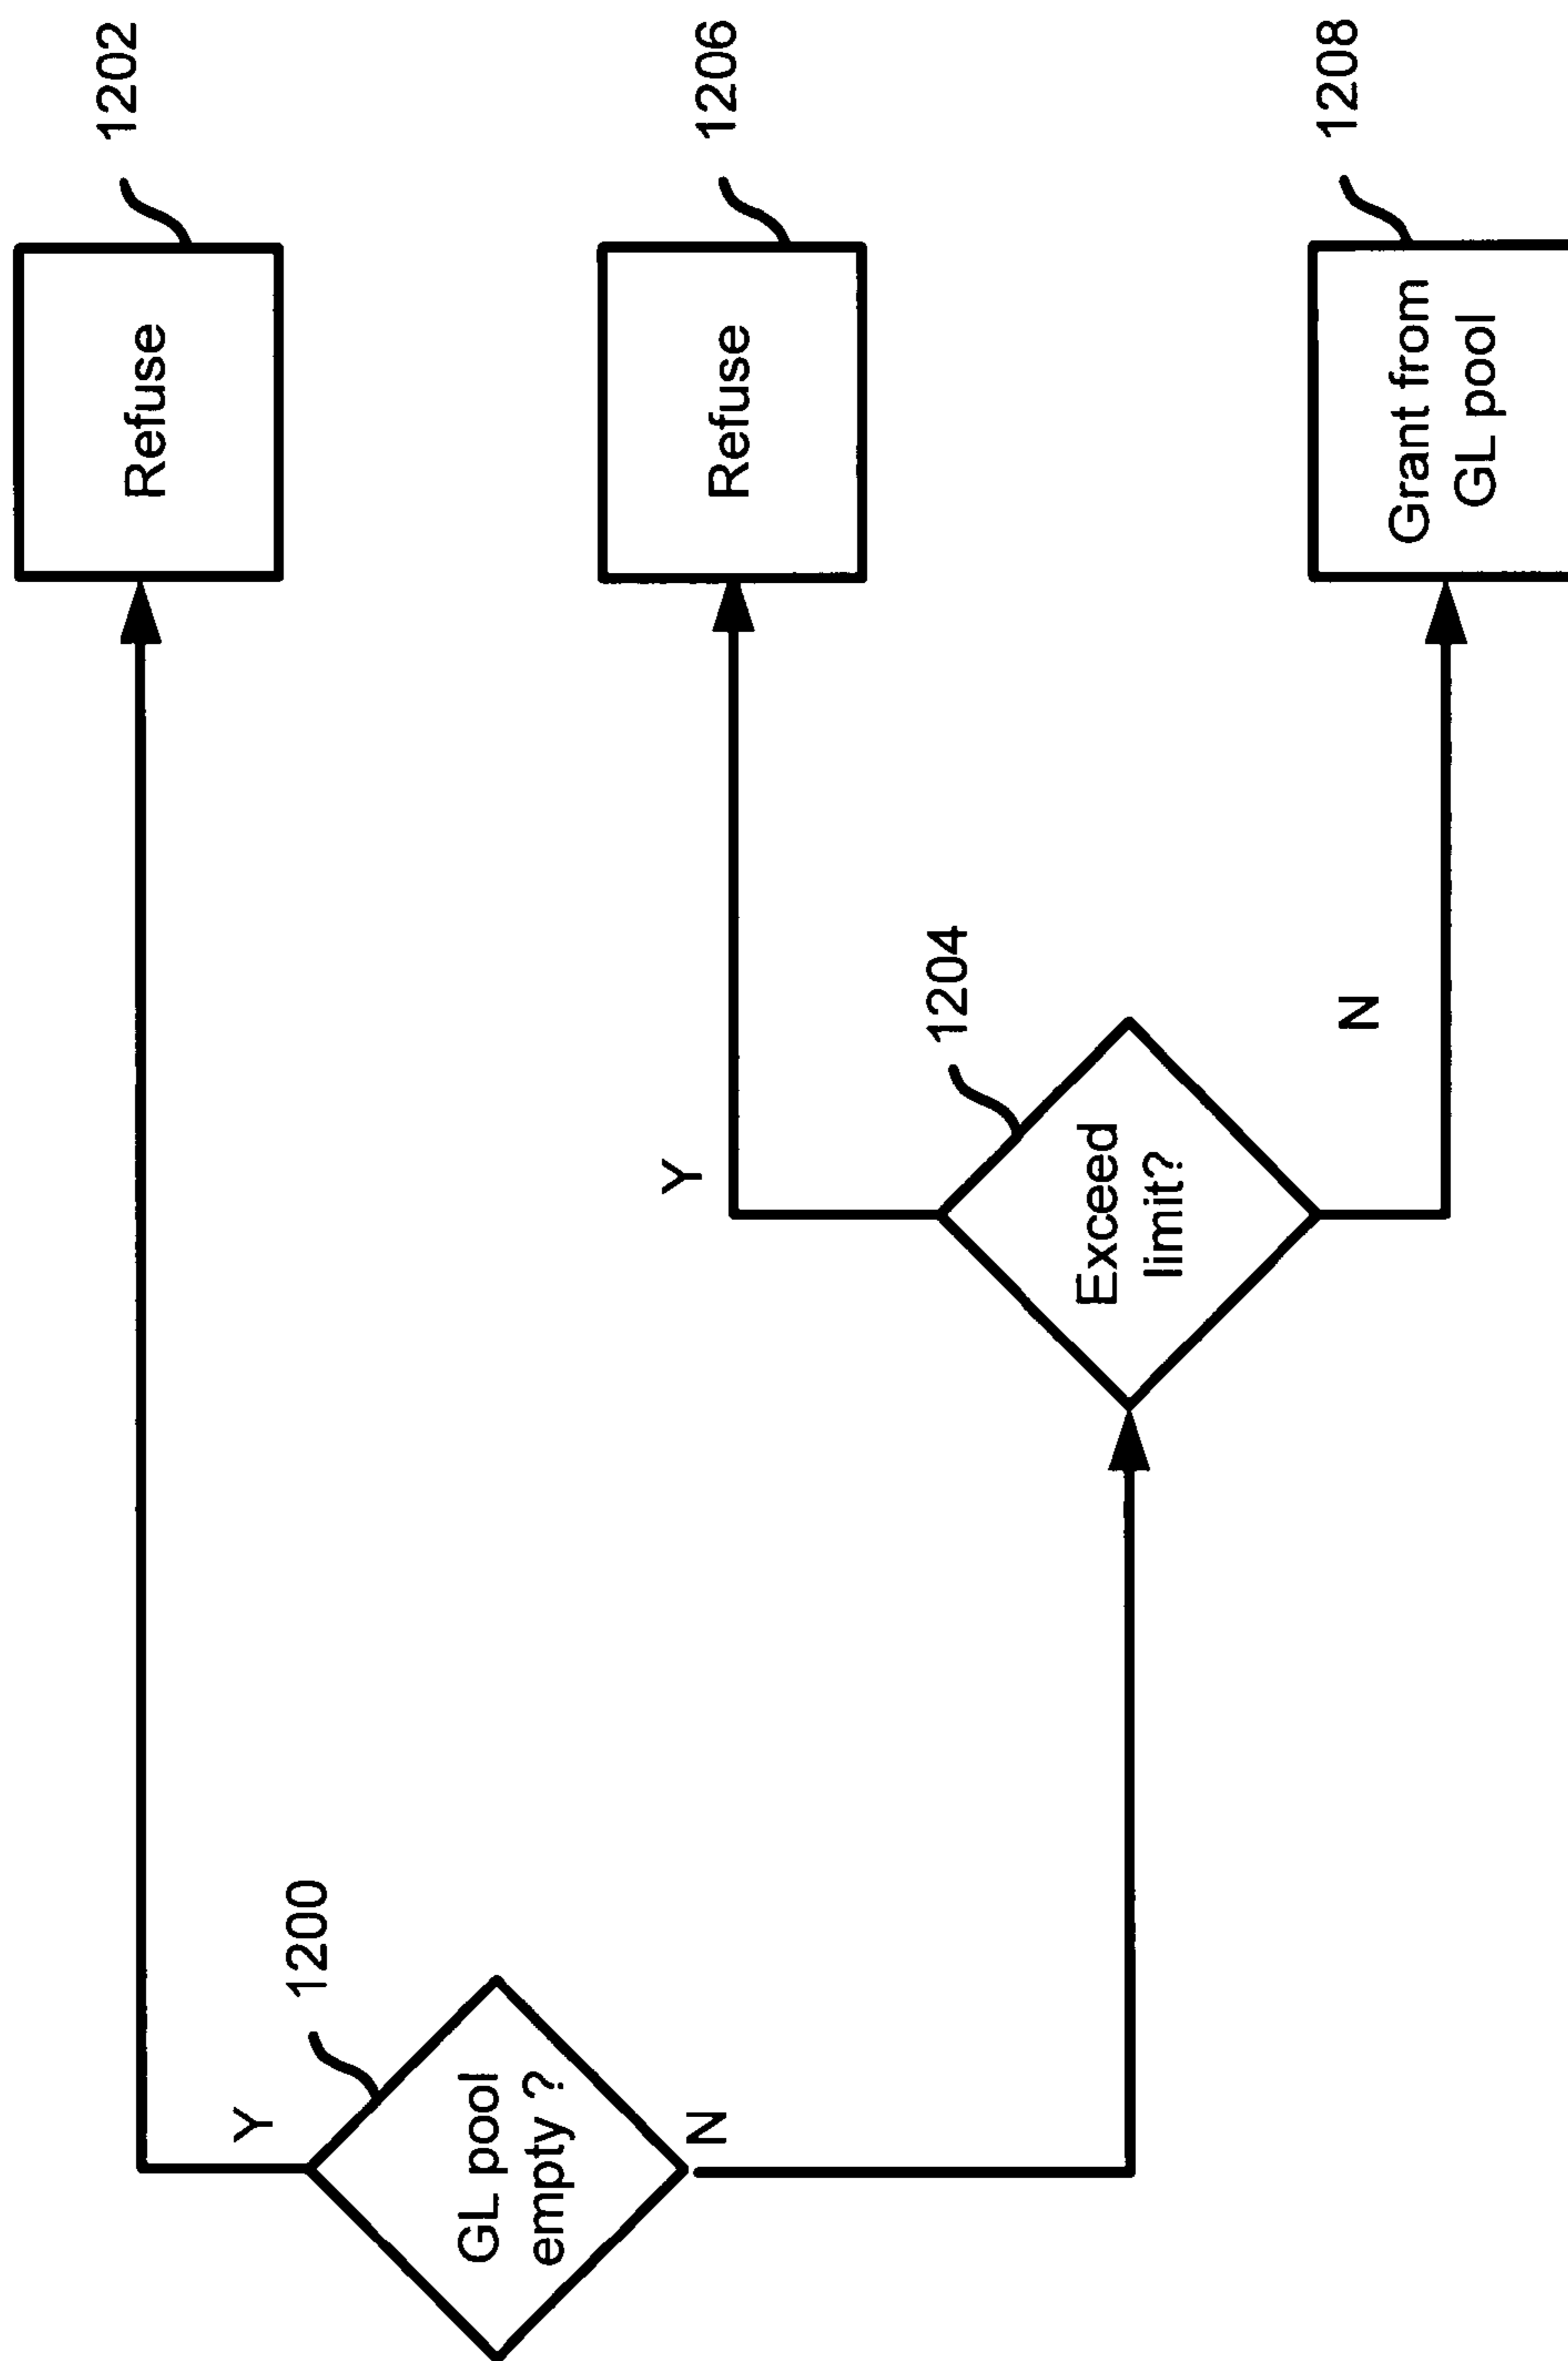 1200
Y
GL pool
empty ?
N
1202
Refuse
1204
Y
Exceed
limit?
N
1206
Refuse
1208
Grant from
GL pool